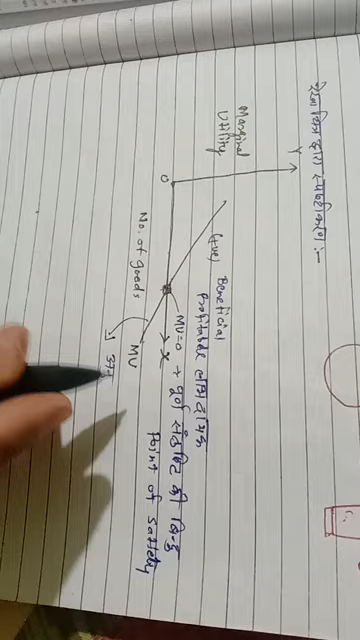 रेखा चित्र द्वारा स्पष्टीकरण :-
Y
Marginal
Utility
(+ve) Beneficial
Profitable लाभदायक
O
MU=0 → पूर्ण संतुष्टि की बिन्दु
Point of Satiety
X
No. of goods
MU